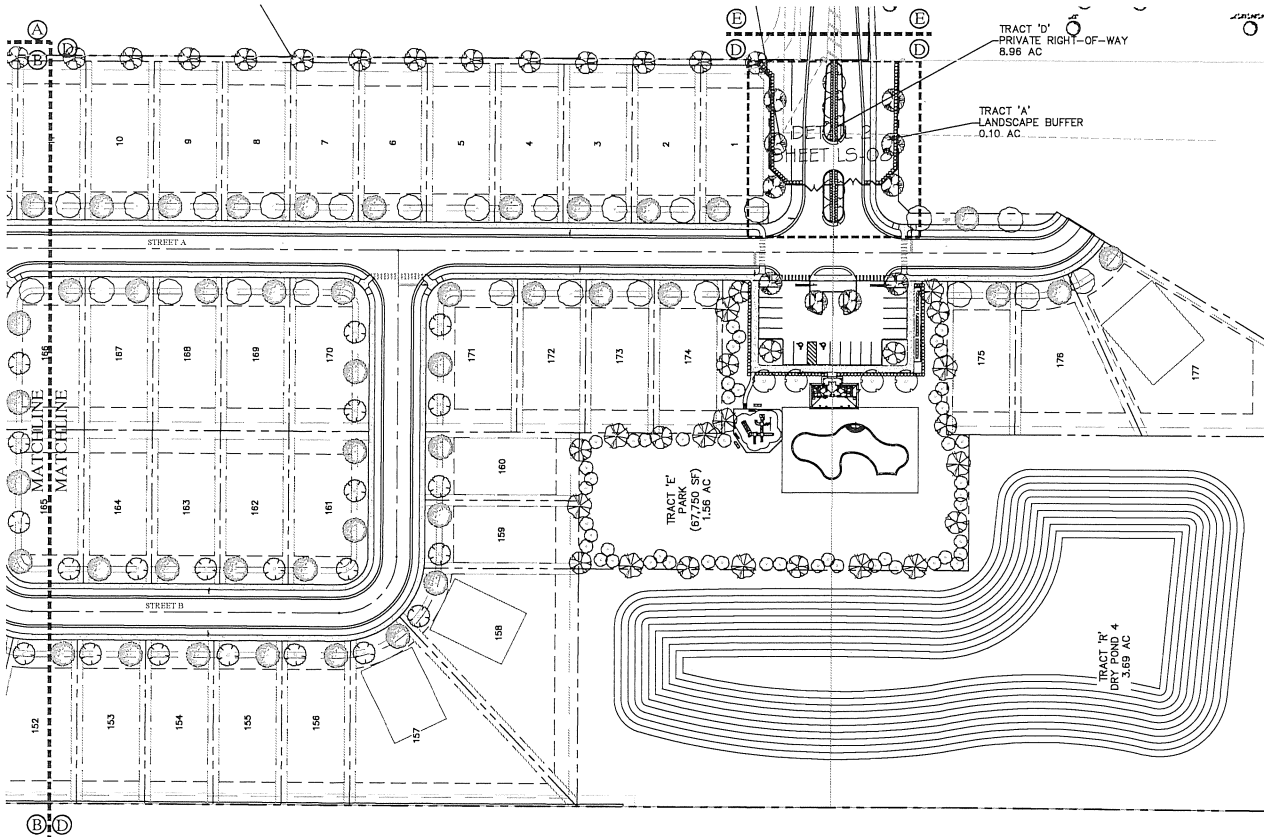 A
D
B
E
E
D
D
TRACT 'D'
PRIVATE RIGHT-OF-WAY
8.96 AC
TRACT 'A'
LANDSCAPE BUFFER
0.10 AC
SHEET LS-08
10
9
8
7
6
5
4
3
2
1
STREET A
166
167
168
169
170
171
172
173
174
175
176
177
MATCHLINE
MATCHLINE
165
164
163
162
161
160
159
158
TRACT 'E'
PARK
(67,750 SF)
1.56 AC
STREET B
TRACT 'R'
DRY POND 4
3.69 AC
152
153
154
155
156
157
B
D